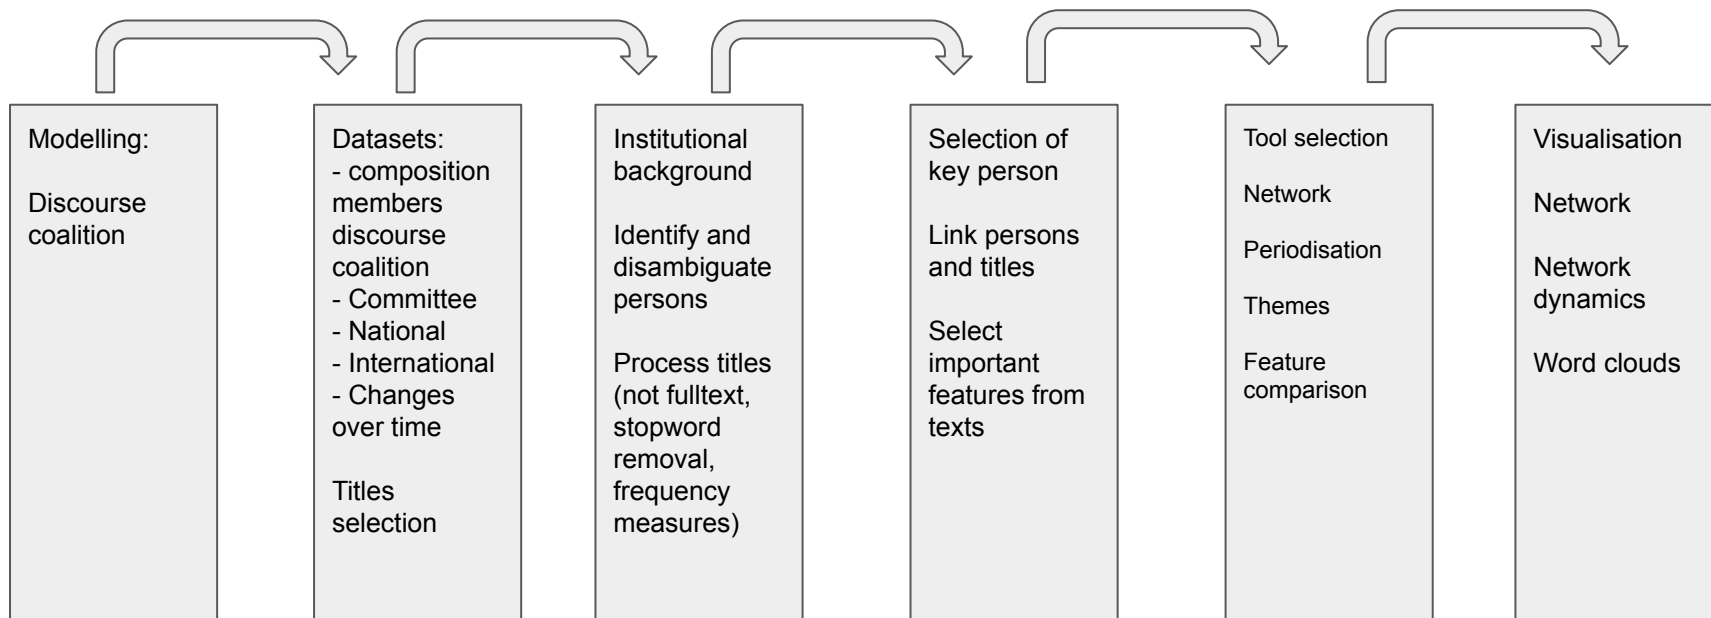 Modelling:
Discourse
coalition
Datasets:
- composition
members
discourse
coalition
- Committee
- National
- International
- Changes
over time
Titles
selection
Institutional
background
Identify and
disambiguate
persons
Process titles
(not fulltext,
stopword
removal,
frequency
measures)
Selection of
key person
Link persons
and titles
Select
important
features from
texts
Tool selection
Network
Periodisation
Themes
Feature
comparison
Visualisation
Network
Network
dynamics
Word clouds